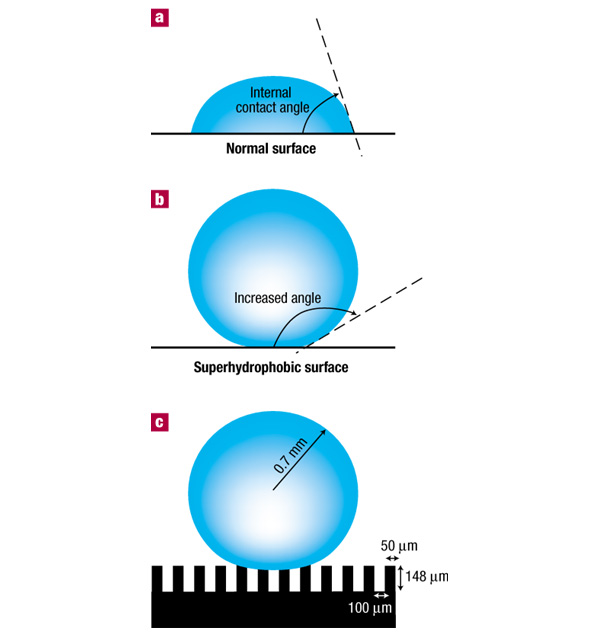 a
Internal
contact angle
Normal surface
b
Increased angle
Superhydrophobic surface
c
0.7 mm
50 μm
148 μm
100 μm